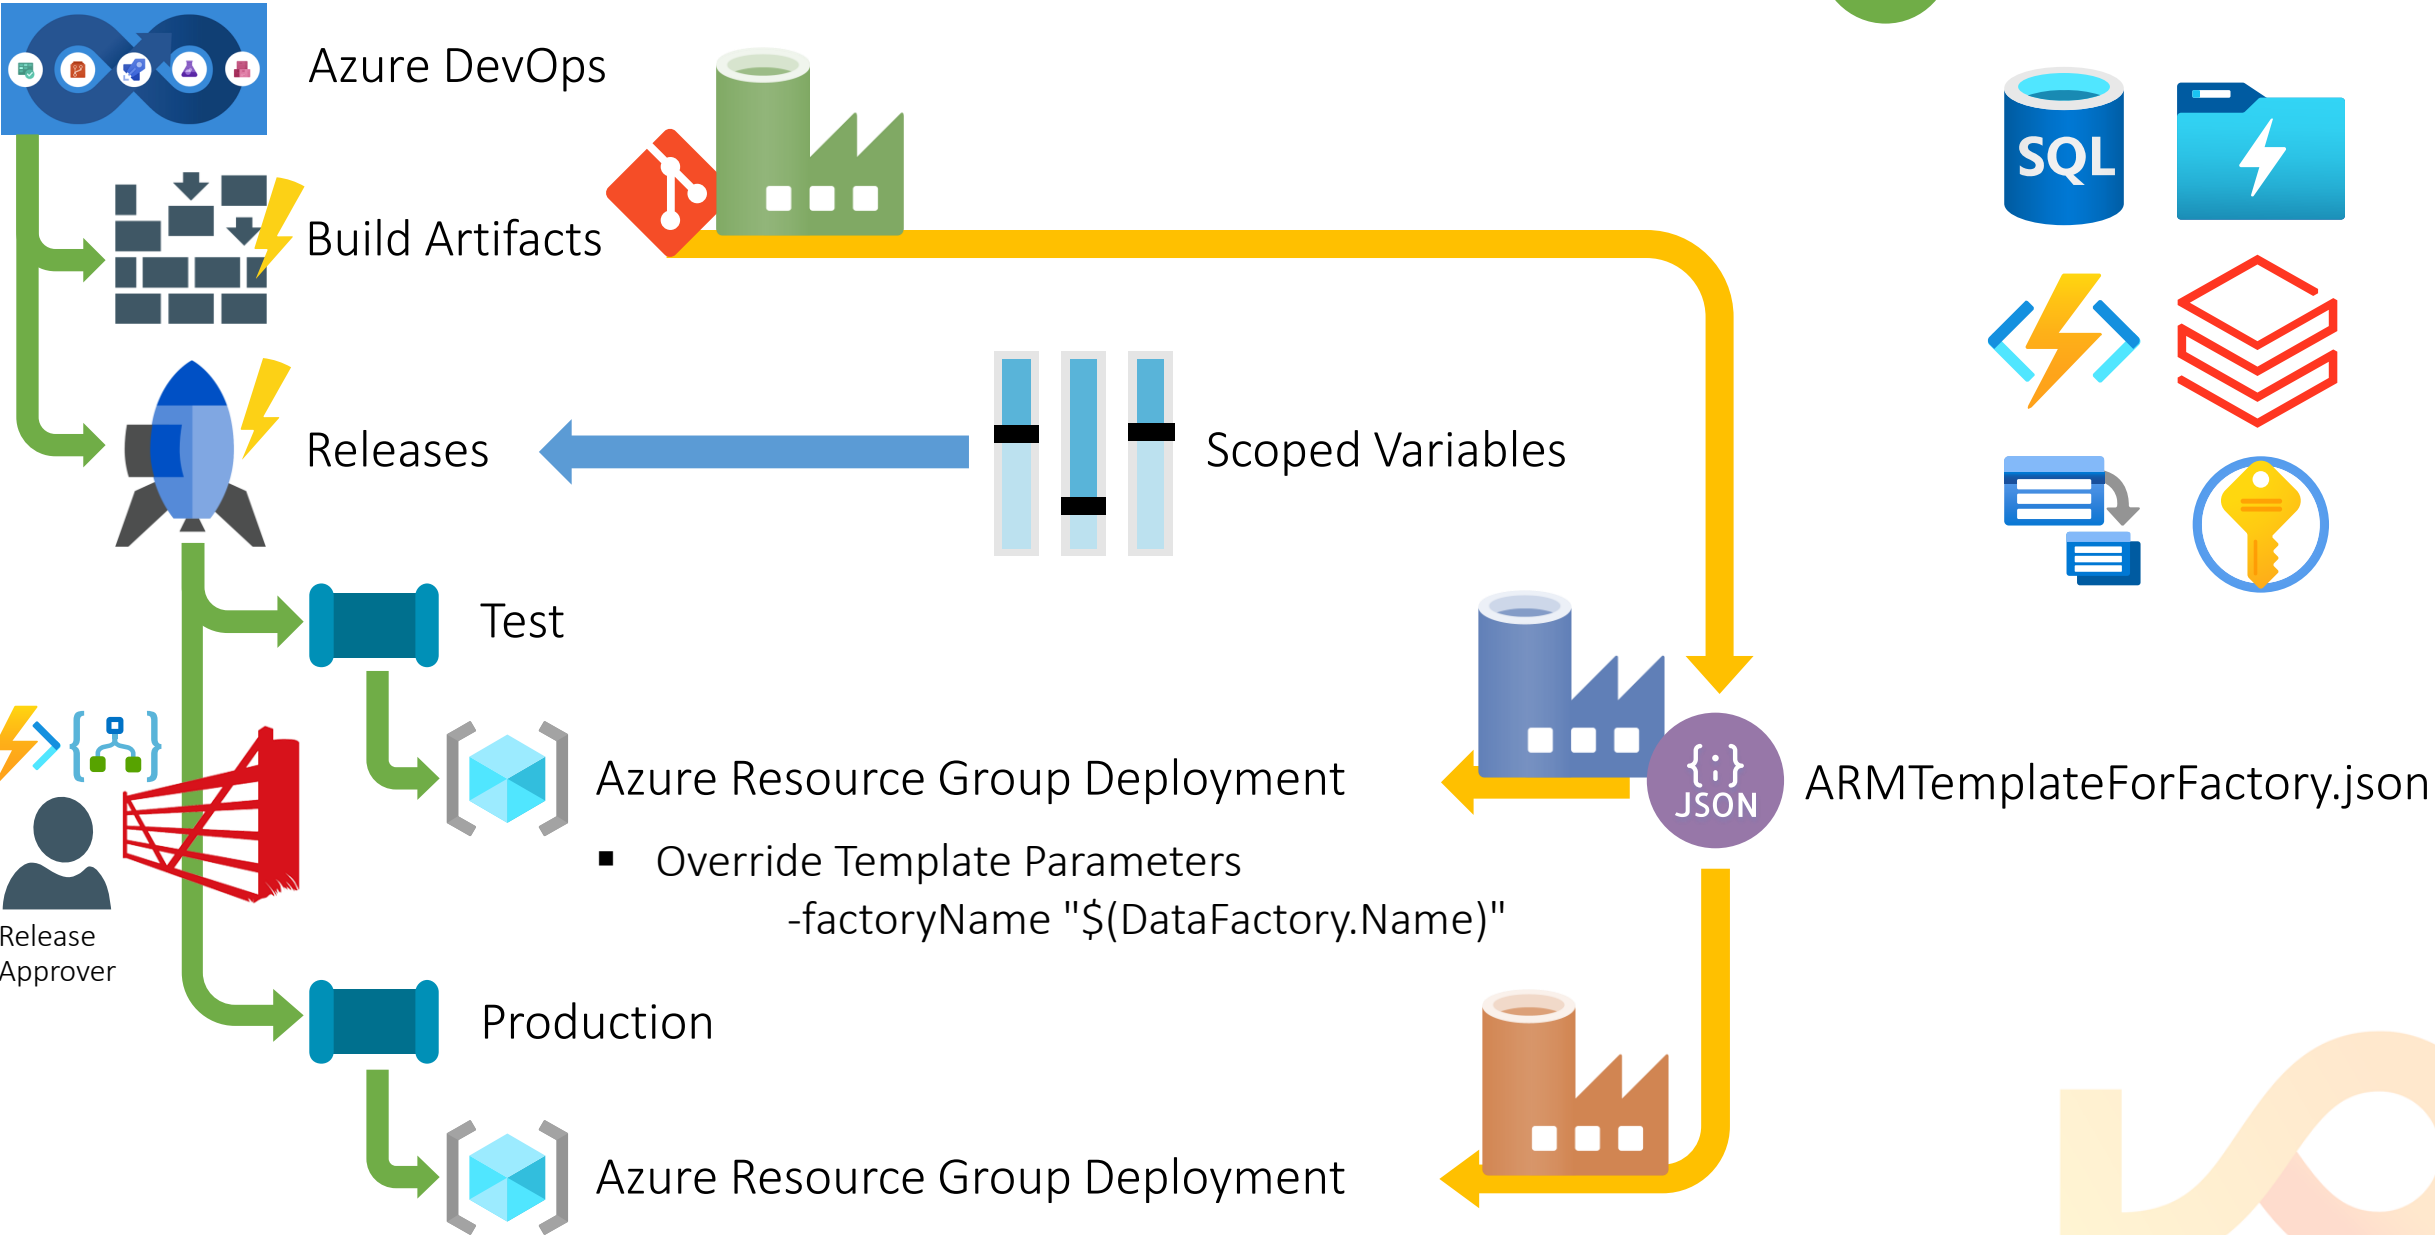 Azure DevOps
Build Artifacts
SQL
Releases
Scoped Variables
Test
Azure Resource Group Deployment
{;}
JSON
ARMTemplateForFactory.json
▪ Override Template Parameters
-factoryName "$(DataFactory.Name)"
Release
Approver
Production
Azure Resource Group Deployment